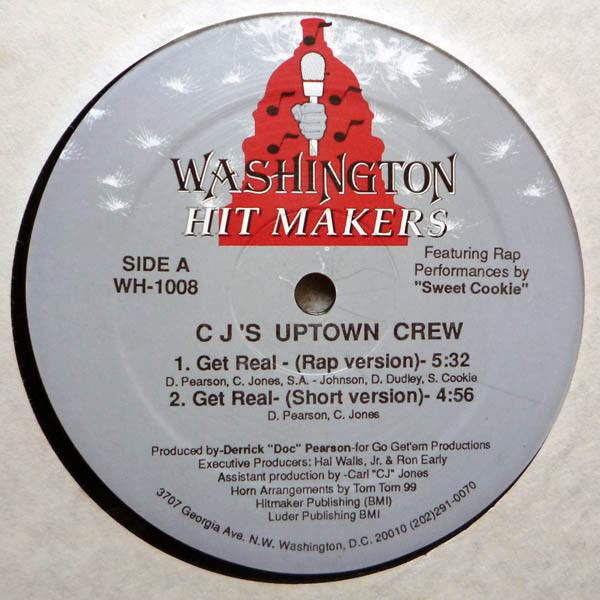 WASHINGTON
HIT MAKERS
SIDE A
WH-1008
Featuring Rap
Performances by
"Sweet Cookie"
C J'S UPTOWN CREW
1. Get Real - (Rap version)- 5:32
D. Pearson, C. Jones, S.A. - Johnson, D. Dudley, S. Cookie
2. Get Real- (Short version)- 4:56
D. Pearson, C. Jones
Produced by-Derrick "Doc" Pearson-for Go Get'em Productions
Executive Producers: Hal Walls, Jr. & Ron Early
Assistant production by -Carl "CJ" Jones
Horn Arrangements by Tom Tom 99
Hitmaker Publishing (BMI)
Luder Publishing BMI
3707 Georgia Ave. N.W. Washington, D.C. 20010 (202)291-0070